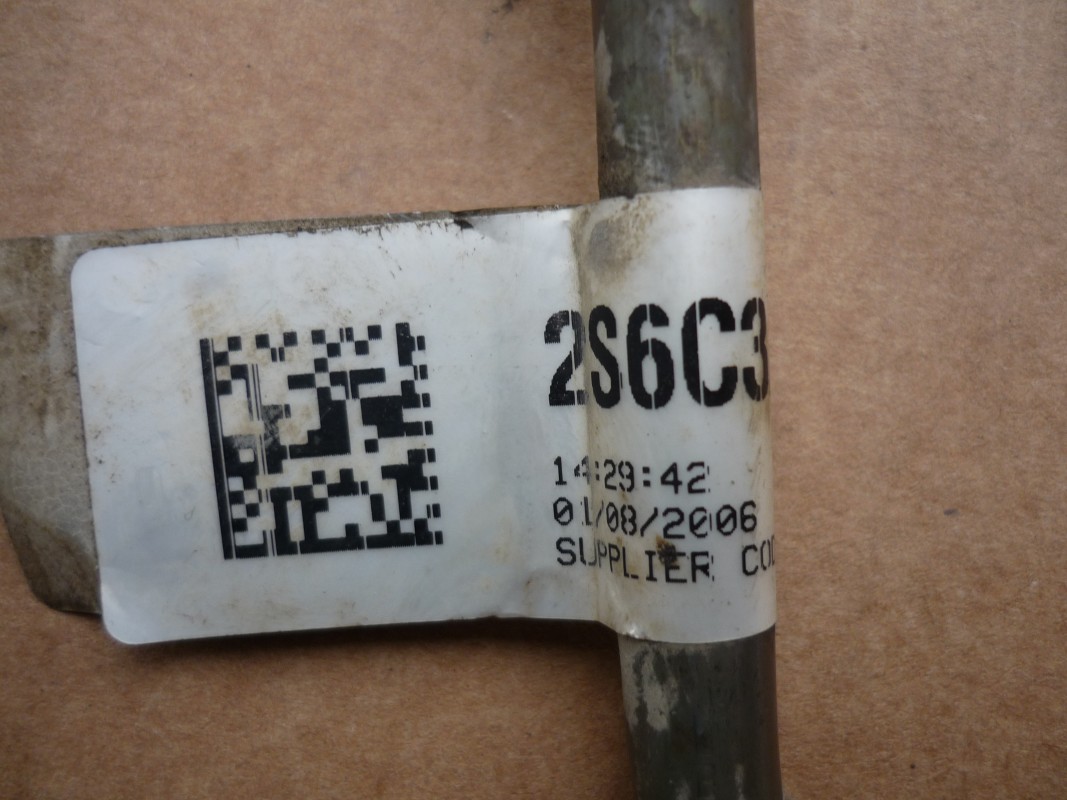 2S6C3
14:29:42
01/08/2006
SUPPLIER COD